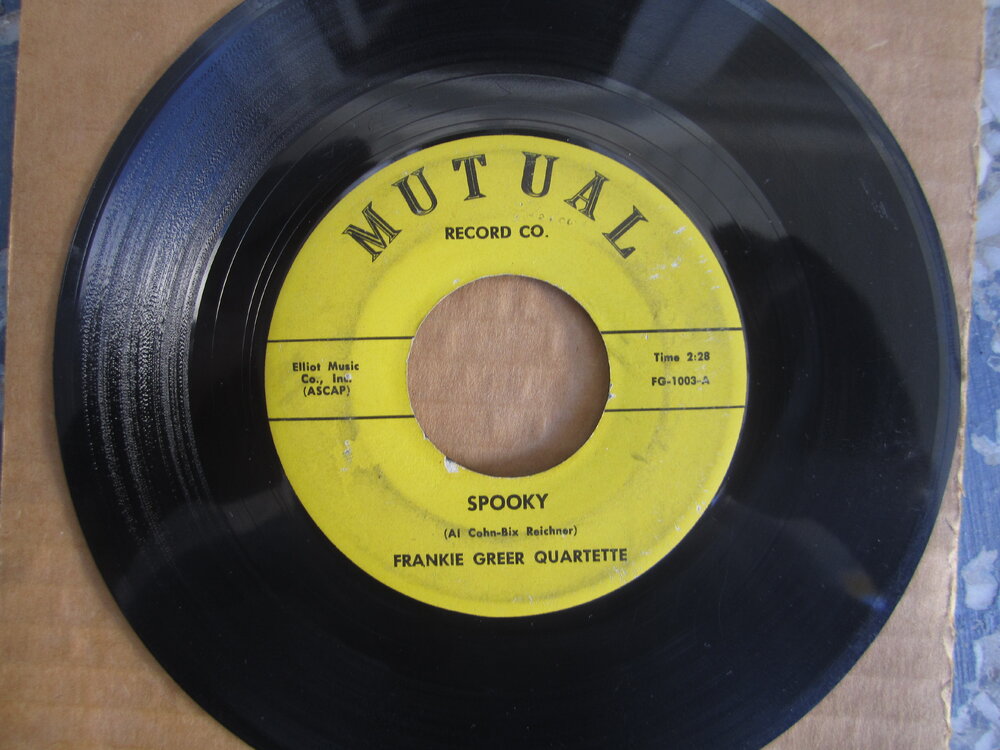 MUTUAL
RECORD CO.
Elliot Music
Co., Inc.
(ASCAP)
Time 2:28
FG-1003-A
SPOOKY
(Al Cohn-Bix Reichner)
FRANKIE GREER QUARTETTE